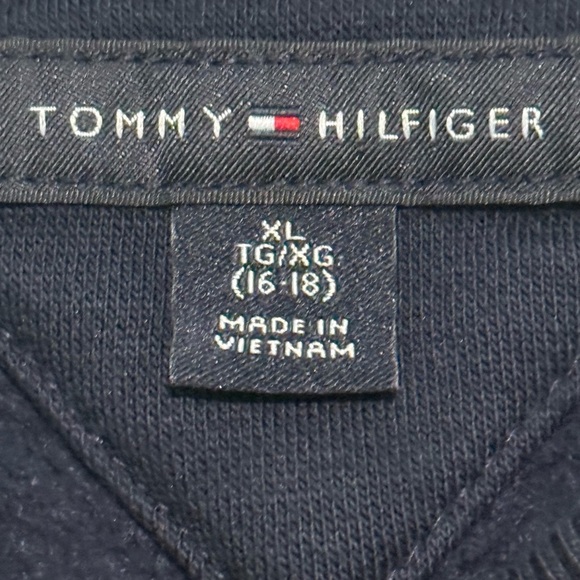 TOMMY HILFIGER
XL
TG/XG
(16-18)
MADE IN
VIETNAM